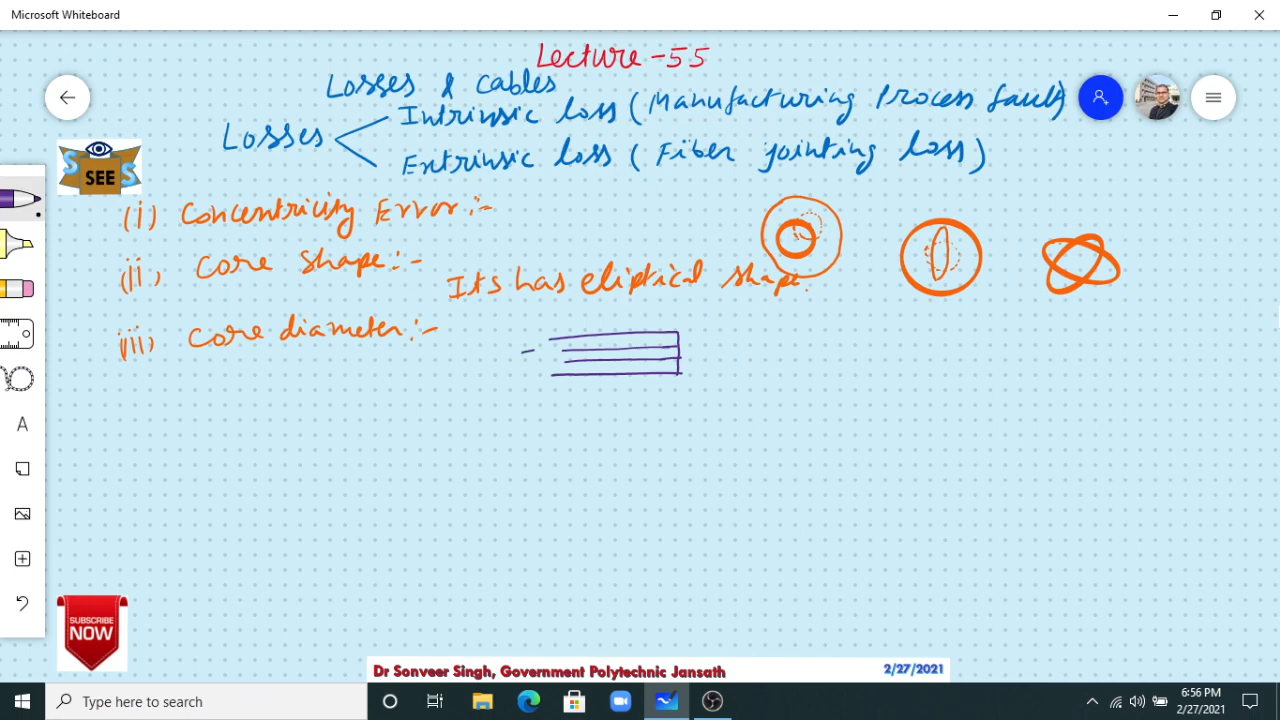 Microsoft Whiteboard
Lecture -55
Losses & Cables
Losses
Intrinsic loss (Manufacturing Process fault)
Extrinsic loss (Fiber jointing loss)
S SEE S
(i) Concentricity Error:-
(ii) Core shape:-
Its has eliptical shape.
(iii) Core diameter:-
A
SUBSCRIBE
NOW
Dr Sonveer Singh, Government Polytechnic Jansath
2/27/2021
Type here to search
6:56 PM
2/27/2021